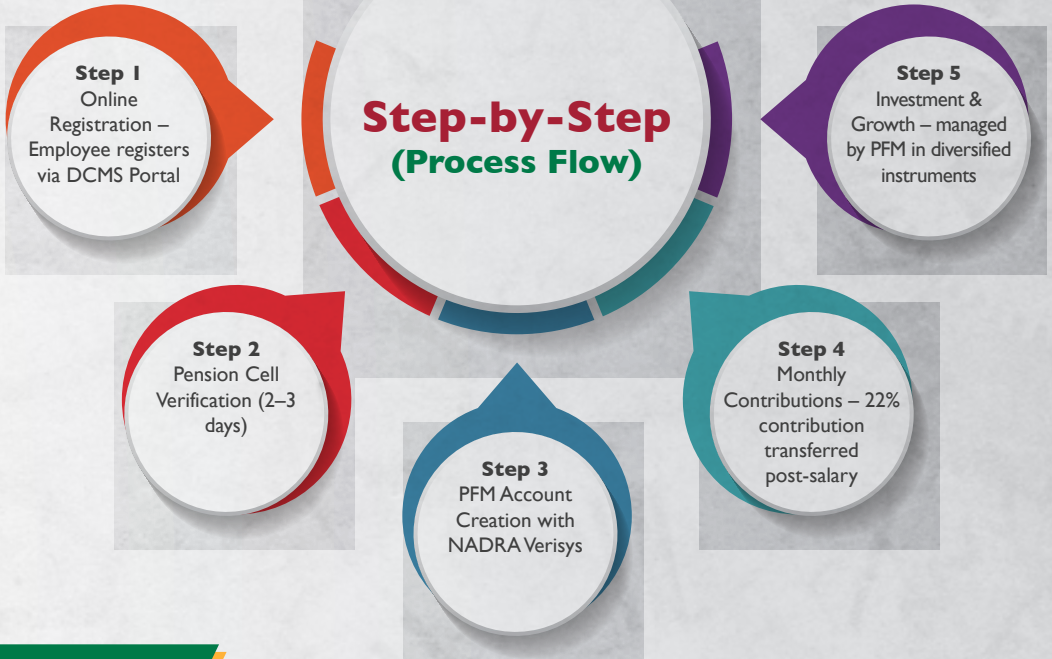 Step-by-Step
(Process Flow)
Step 1
Online
Registration –
Employee registers
via DCMS Portal
Step 2
Pension Cell
Verification (2–3
days)
Step 3
PFM Account
Creation with
NADRA Verisys
Step 4
Monthly
Contributions – 22%
contribution
transferred
post-salary
Step 5
Investment &
Growth – managed
by PFM in diversified
instruments